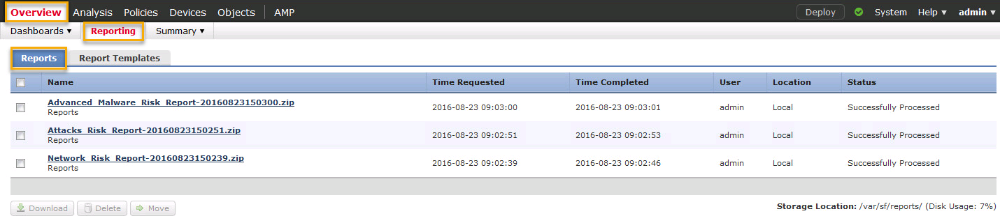 Overview Analysis Policies Devices Objects AMP Deploy System Help admin
Dashboards Reporting Summary
Reports Report Templates
Name Time Requested Time Completed User Location Status
Advanced_Malware_Risk_Report-20160823150300.zip
Reports 2016-08-23 09:03:00 2016-08-23 09:03:01 admin Local Successfully Processed
Attacks_Risk_Report-20160823150251.zip
Reports 2016-08-23 09:02:51 2016-08-23 09:02:53 admin Local Successfully Processed
Network_Risk_Report-20160823150239.zip
Reports 2016-08-23 09:02:39 2016-08-23 09:02:46 admin Local Successfully Processed
Download Delete Move Storage Location: /var/sf/reports/ (Disk Usage: 7%)